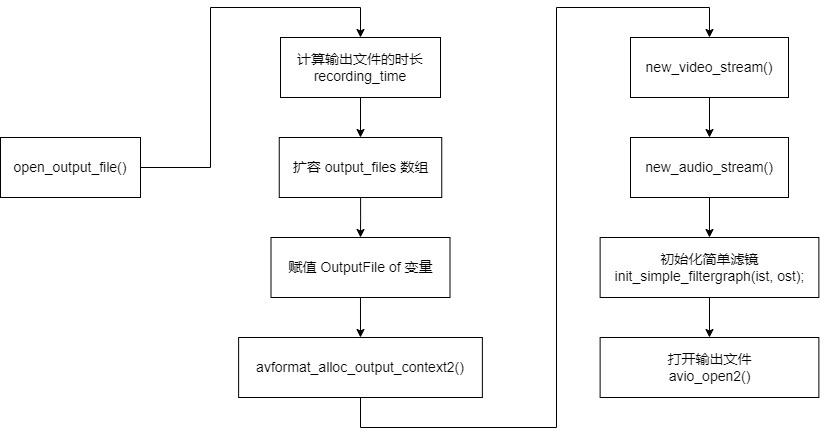 open_output_file()
计算输出文件的时长
recording_time
扩容 output_files 数组
赋值 OutputFile of 变量
avformat_alloc_output_context2()
new_video_stream()
new_audio_stream()
初始化简单滤镜
init_simple_filtergraph(ist, ost);
打开输出文件
avio_open2()